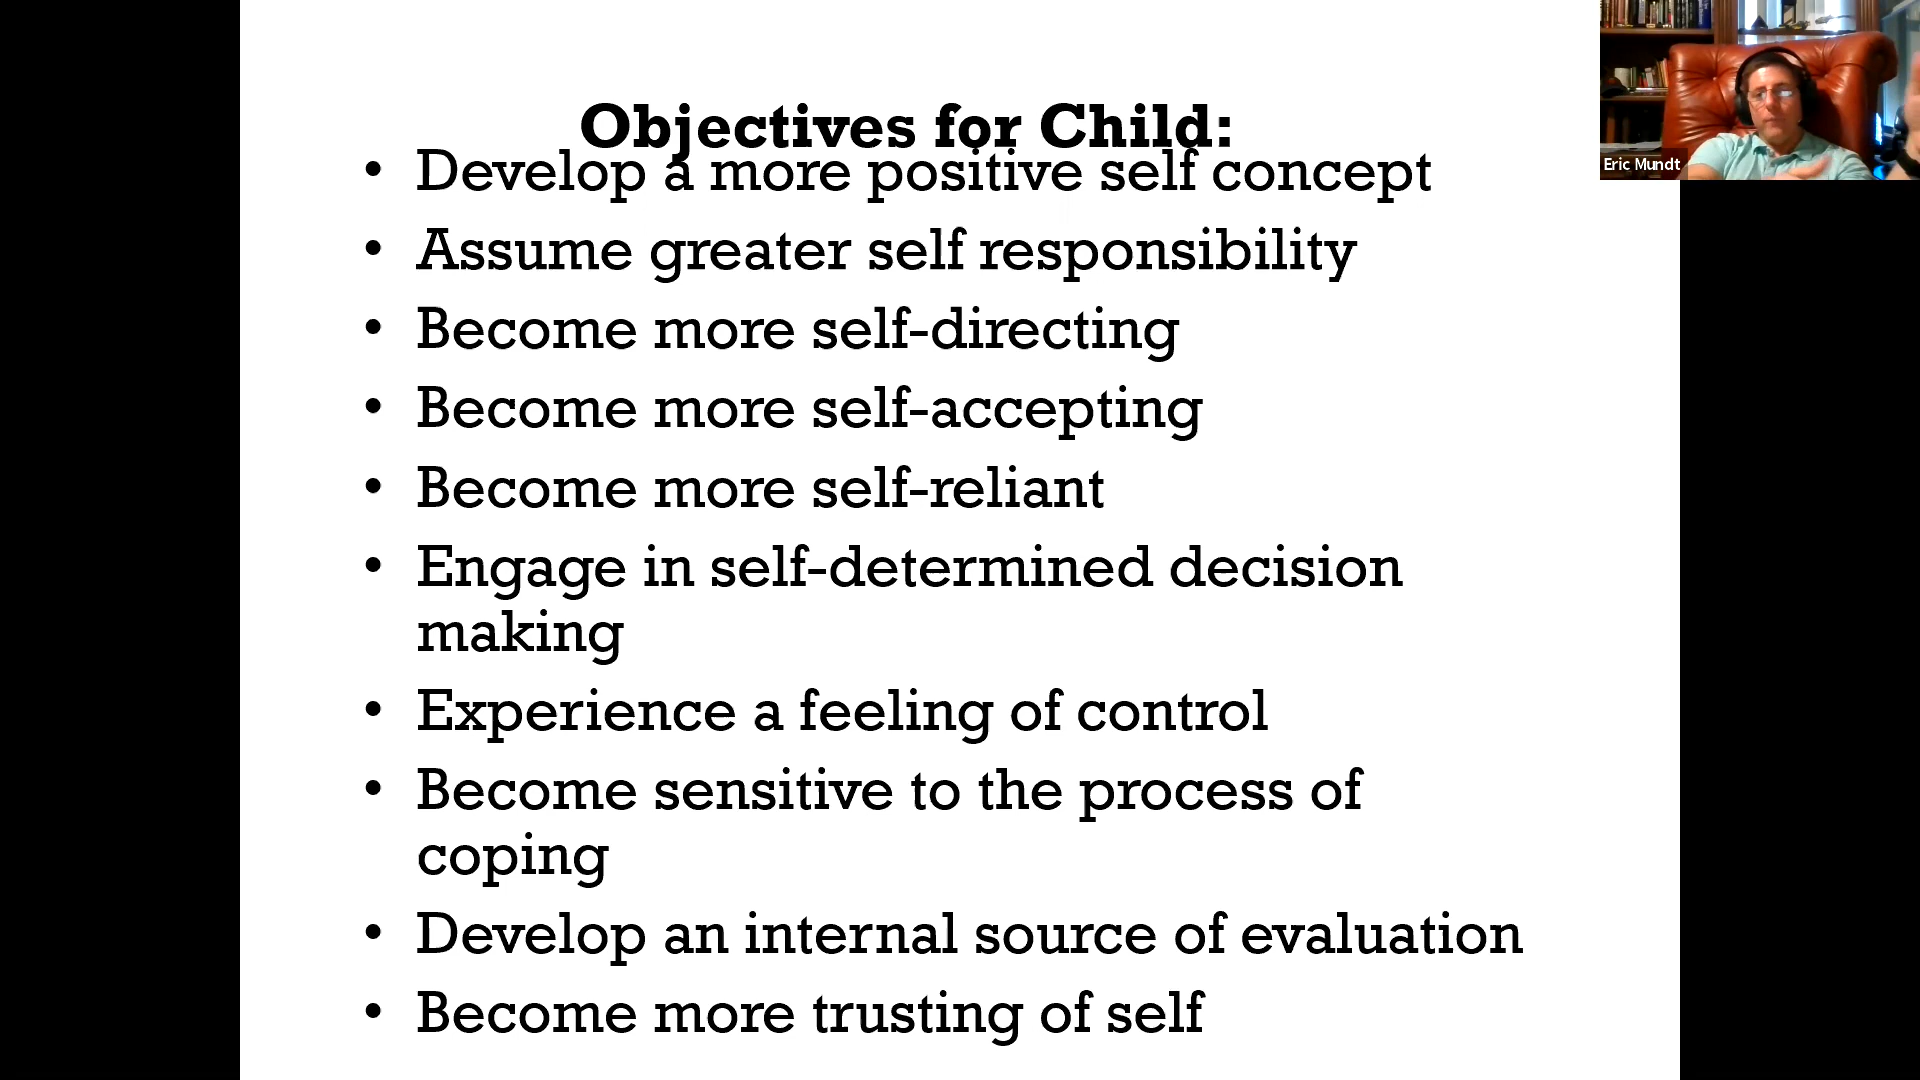 Objectives for Child:
• Develop a more positive self concept
• Assume greater self responsibility
• Become more self-directing
• Become more self-accepting
• Become more self-reliant
• Engage in self-determined decision
making
• Experience a feeling of control
• Become sensitive to the process of
coping
• Develop an internal source of evaluation
• Become more trusting of self
Eric Mundt